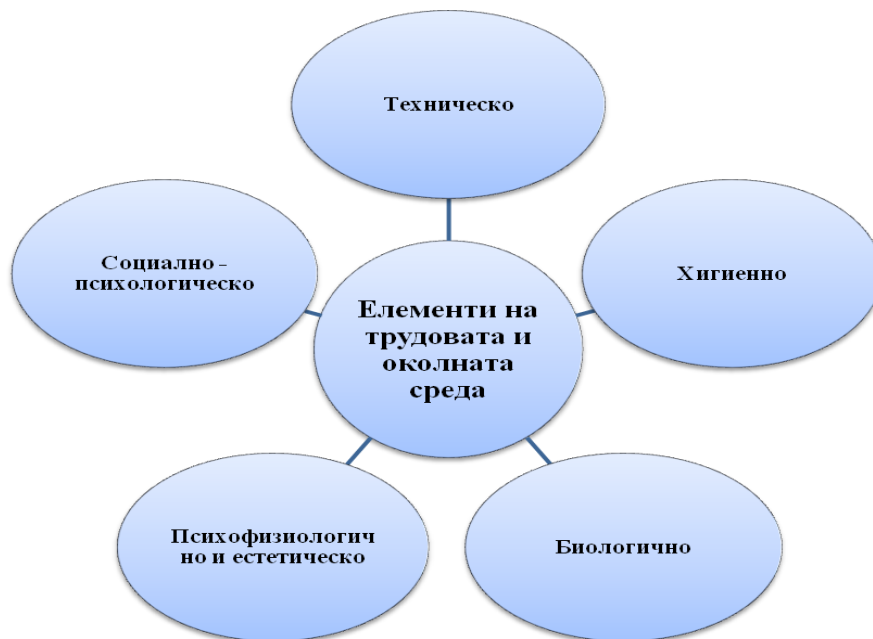 Техническо
Социално -
психологическо
Хигиенно
Елементи на
трудовата и
околната
среда
Психофизиологич
но и естетическо
Биологично